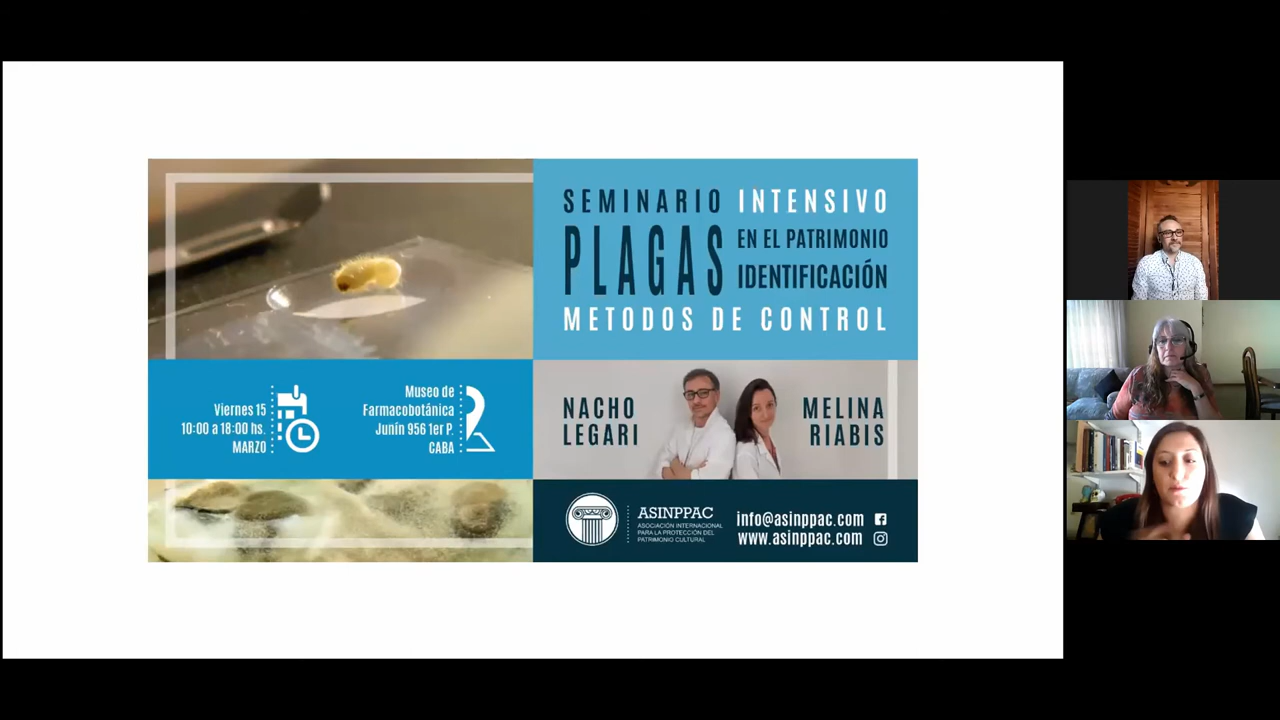 SEMINARIO INTENSIVO
PLAGAS EN EL PATRIMONIO
IDENTIFICACIÓN
METODOS DE CONTROL
Viernes 15
10:00 a 18:00 hs.
MARZO
Museo de
Farmacobotánica
Junín 956 1er P.
CABA
NACHO
LEGARI
MELINA
RIABIS
ASINPPAC
ASOCIACIÓN INTERNACIONAL
PARA LA PROTECCIÓN DEL
PATRIMONIO CULTURAL
info@asinppac.com
www.asinppac.com